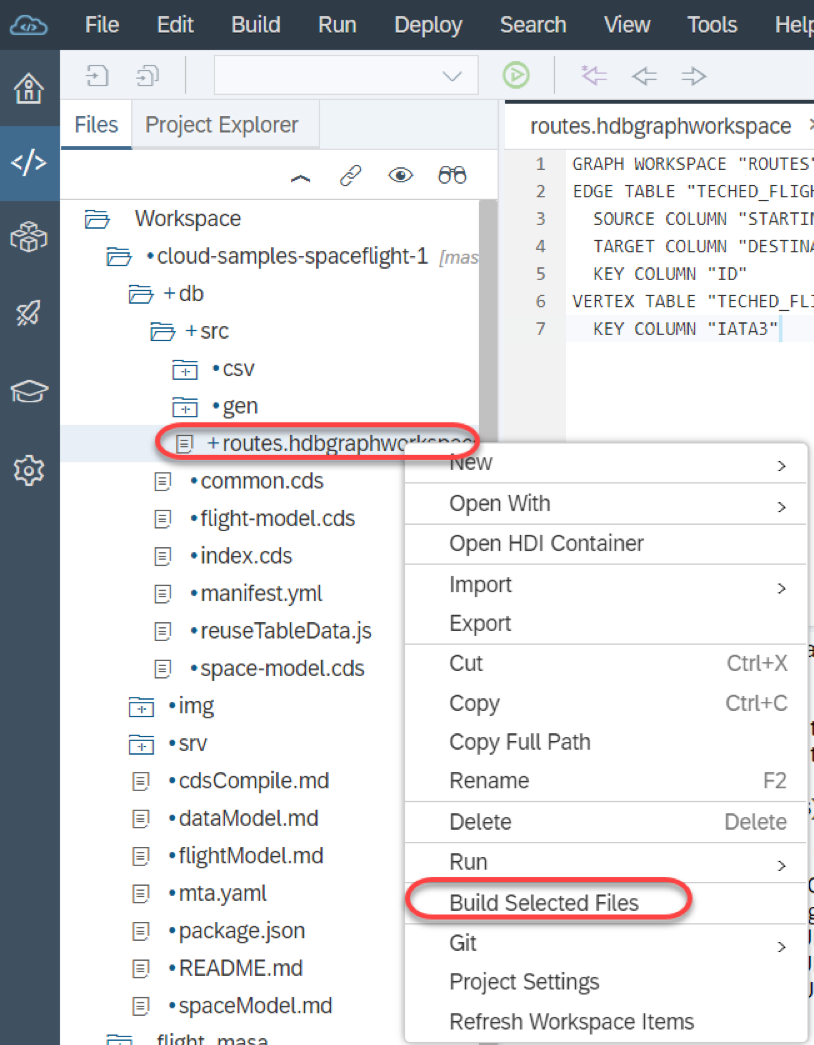 File Edit Build Run Deploy Search View Tools Help
Files Project Explorer
routes.hdbgraphworkspace
1 GRAPH WORKSPACE "ROUTES"
2 EDGE TABLE "TECHED_FLIGH
3 SOURCE COLUMN "STARTIN
4 TARGET COLUMN "DESTINA
5 KEY COLUMN "ID"
6 VERTEX TABLE "TECHED_FLI
7 KEY COLUMN "IATA3"
Workspace
•cloud-samples-spaceflight-1 [mas
+db
+src
•csv
•gen
+routes.hdbgraphworkspac
•common.cds
•flight-model.cds
•index.cds
•manifest.yml
•reuseTableData.js
•space-model.cds
•img
•srv
•cdsCompile.md
•dataModel.md
•flightModel.md
•mta.yaml
•package.json
•README.md
•spaceModel.md
flight_masa
New
Open With
Open HDI Container
Import
Export
Cut Ctrl+X
Copy Ctrl+C
Copy Full Path
Rename F2
Delete Delete
Run
Build Selected Files
Git
Project Settings
Refresh Workspace Items